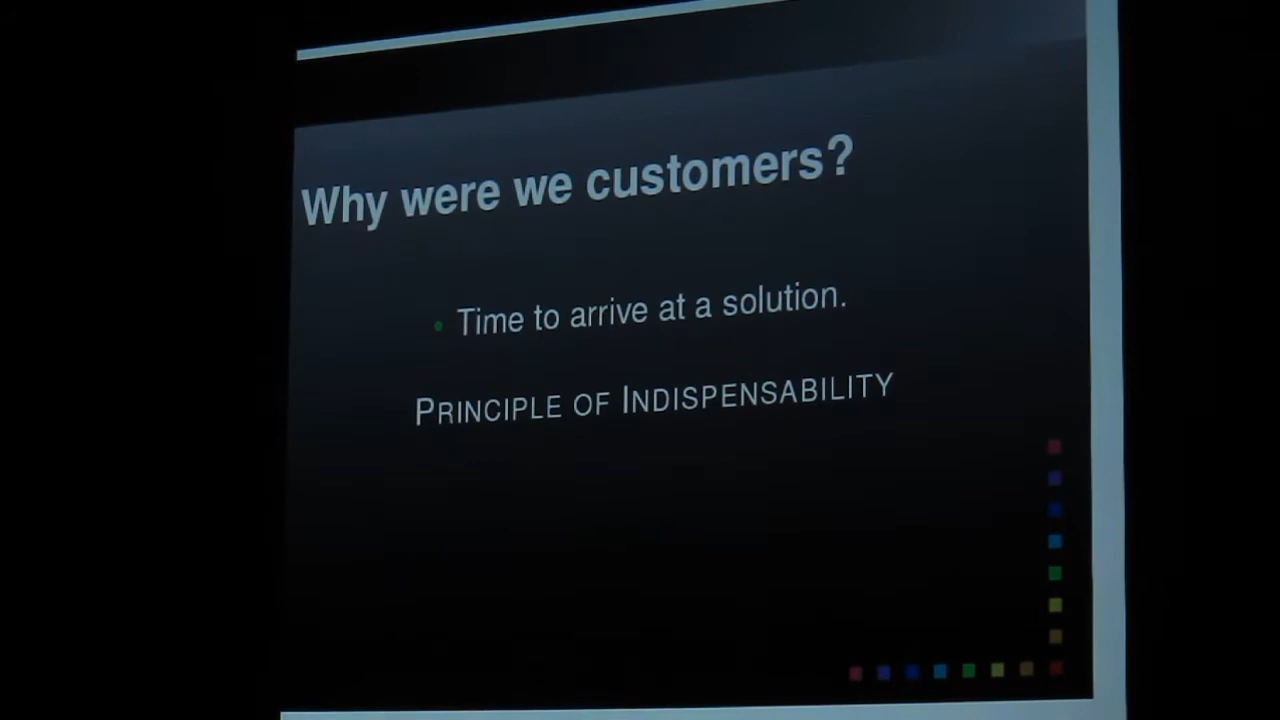 Why were we customers?
• Time to arrive at a solution.
PRINCIPLE OF INDISPENSABILITY